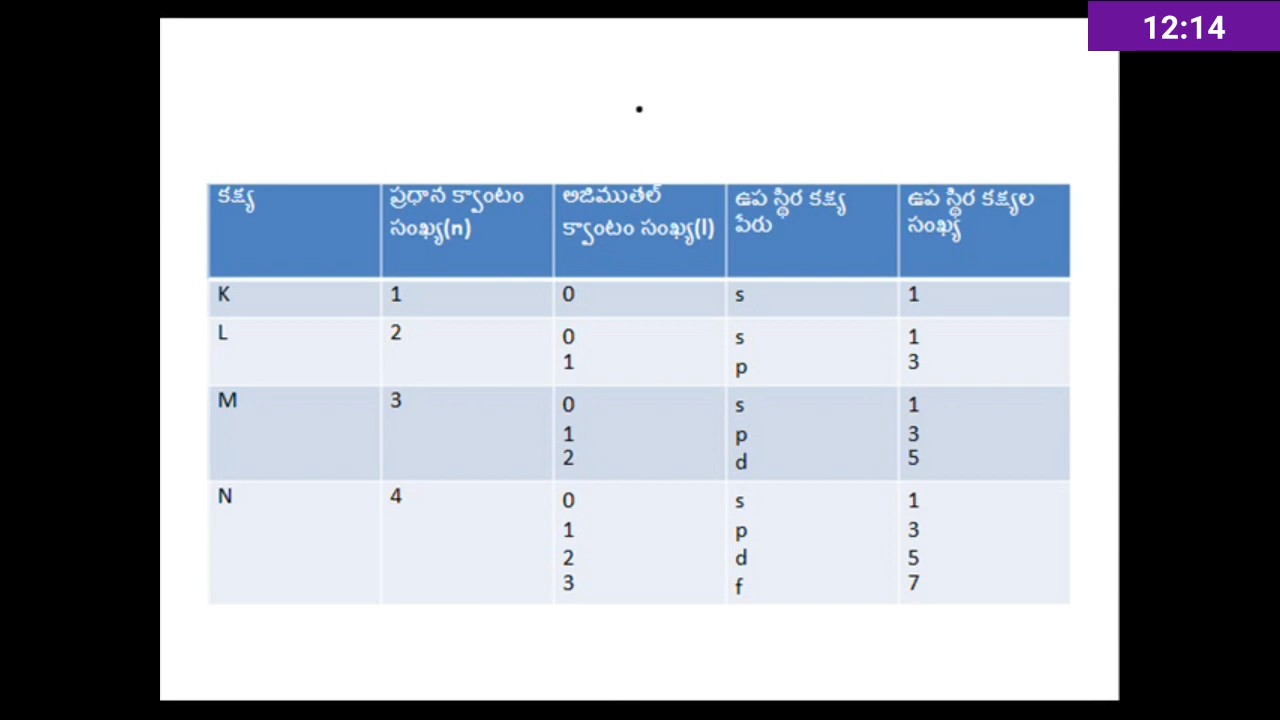 12:14
కక్ష్య ప్రధాన క్వాంటం సంఖ్య(n) అజిముతల్ క్వాంటం సంఖ్య(l) ఉప స్థిర కక్ష్య పేరు ఉప స్థిర కక్ష్యల సంఖ్య
K 1 0 s 1
L 2 0 s 1
1 p 3
M 3 0 s 1
1 p 3
2 d 5
N 4 0 s 1
1 p 3
2 d 5
3 f 7